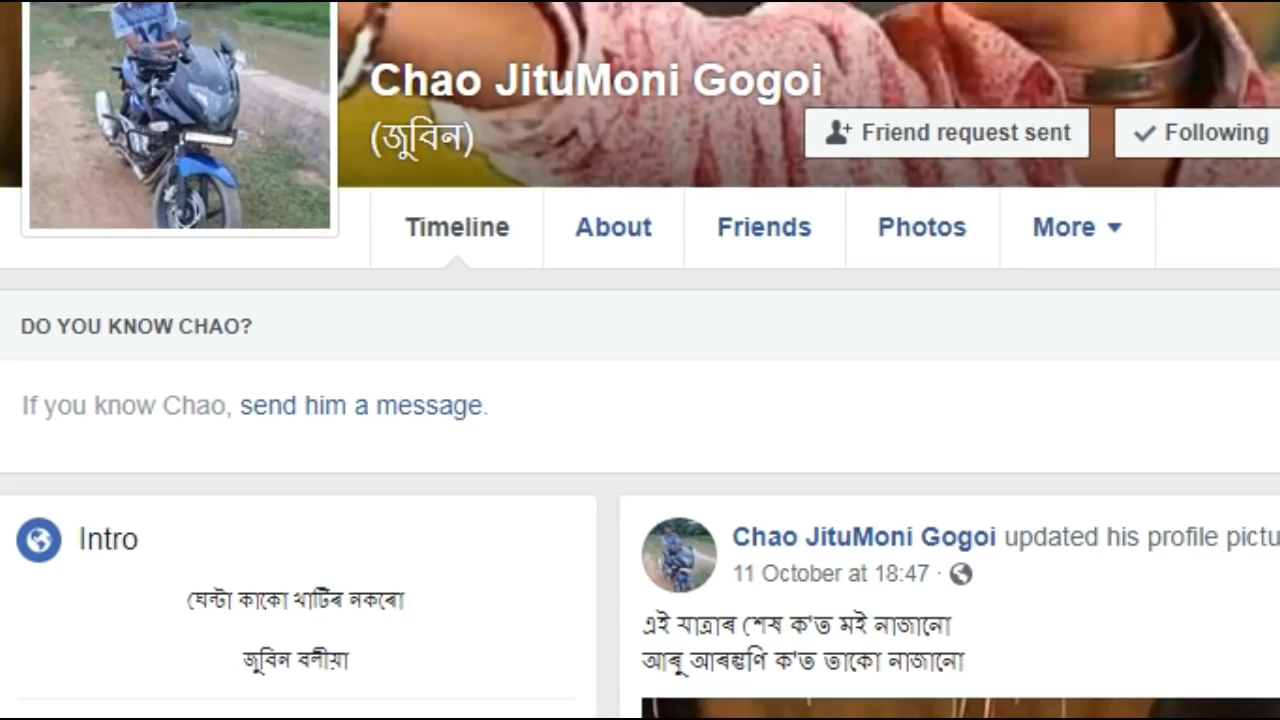 Chao JituMoni Gogoi
(জুবিন)
Friend request sent
Following
Timeline
About
Friends
Photos
More
DO YOU KNOW CHAO?
If you know Chao, send him a message.
Intro
ঘেন্টা কাকো খাটিৰ নকৰো
জুবিন বলীয়া
Chao JituMoni Gogoi updated his profile pictu
11 October at 18:47 ·
এই যাত্ৰাৰ শেষ ক'ত মই নাজানো
আৰু আৰম্ভণি ক'ত তাকো নাজানো